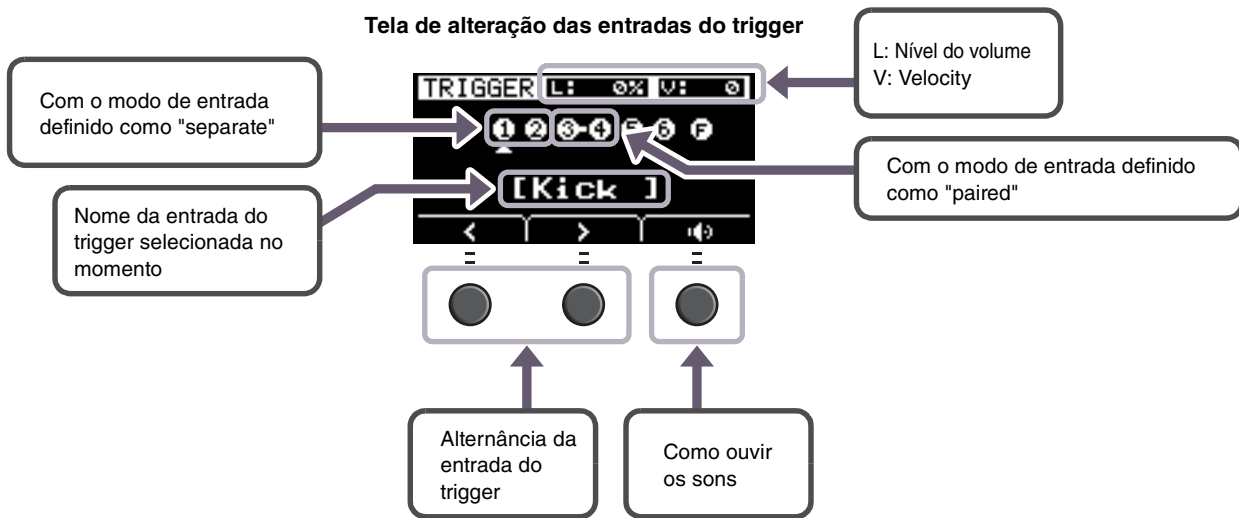 Tela de alteração das entradas do trigger
L: Nível do volume
V: Velocity
Com o modo de entrada
definido como "separate"
TRIGGER L: 0% V: 0
1 2 3-4 5 6 F
Com o modo de entrada definido
como "paired"
[Kick ]
Nome da entrada do
trigger selecionada no
momento
< >
Alternância da
entrada do
trigger
Como ouvir
os sons